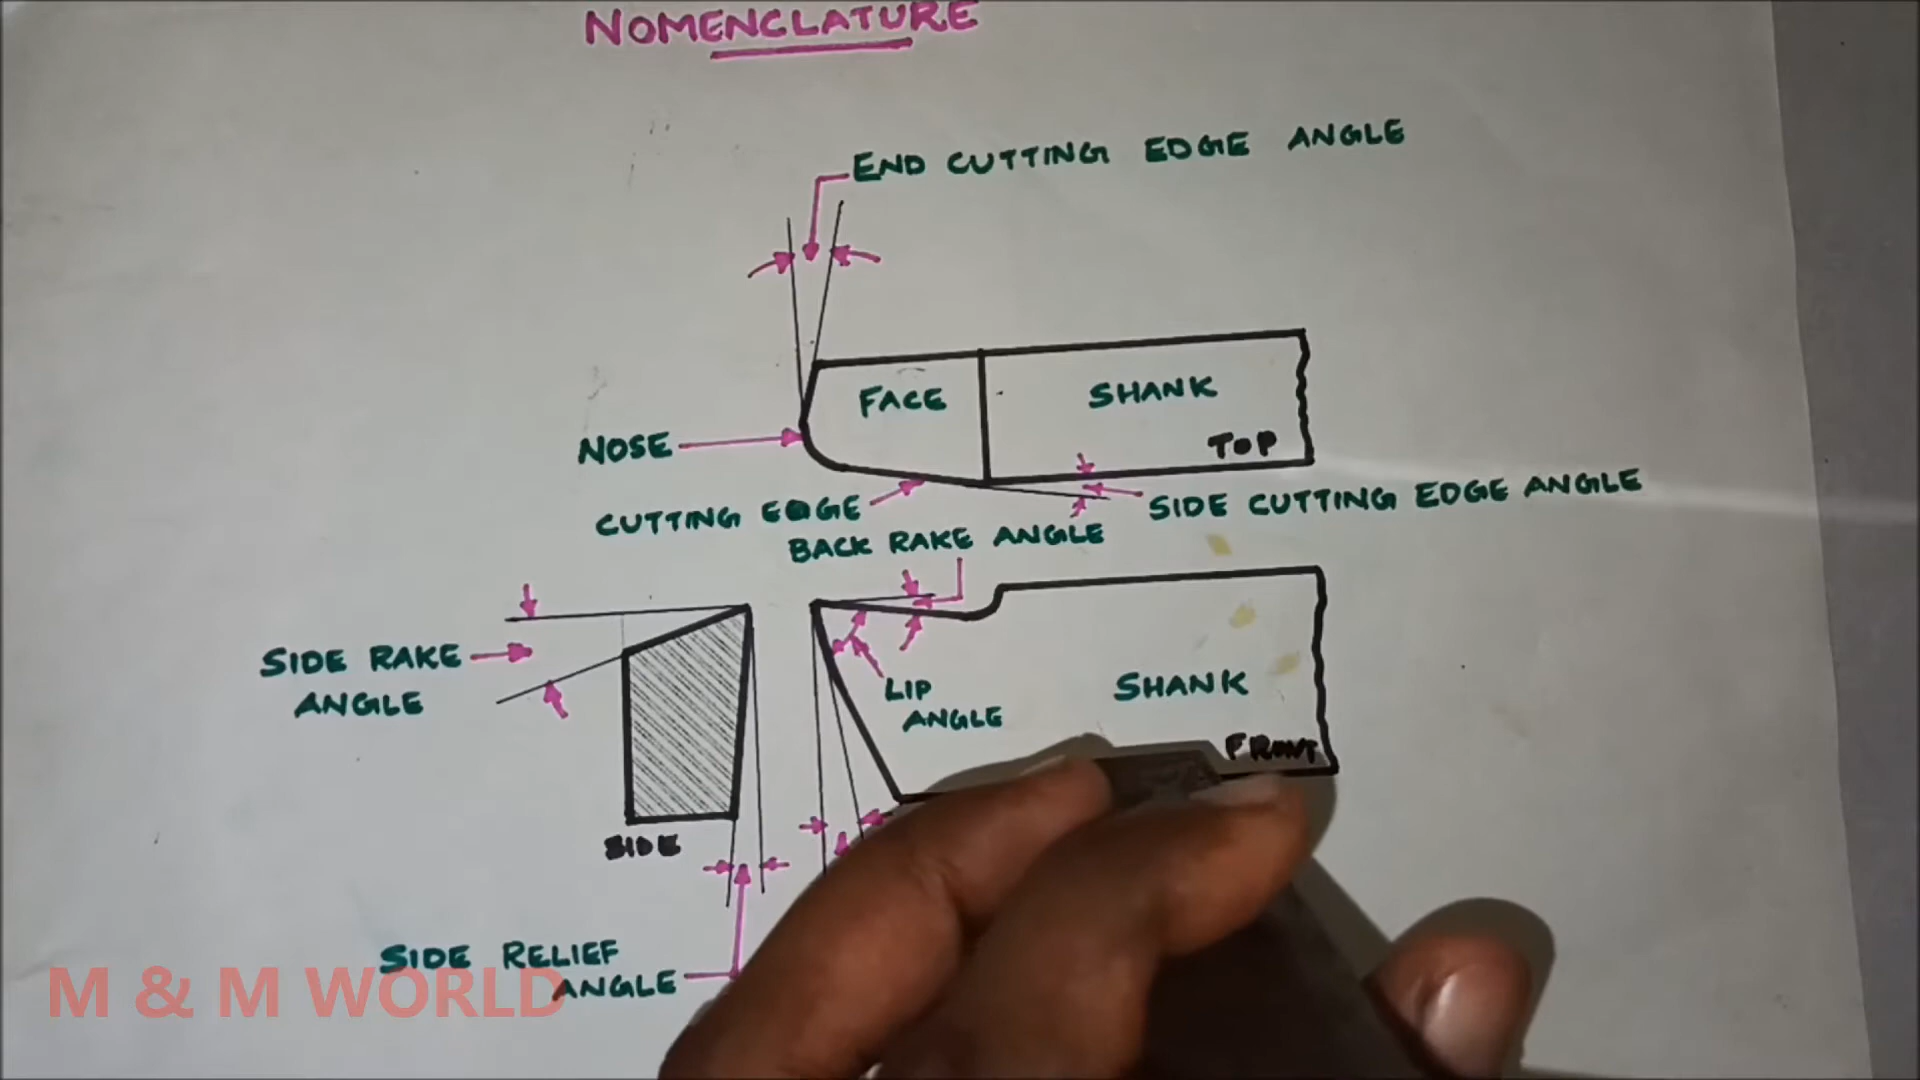 NOMENCLATURE
END CUTTING EDGE ANGLE
FACE
SHANK
TOP
NOSE
CUTTING EDGE
SIDE CUTTING EDGE ANGLE
BACK RAKE ANGLE
SIDE RAKE
ANGLE
LIP
ANGLE
SHANK
FRONT
SIDE
SIDE RELIEF
ANGLE
M & M WORLD